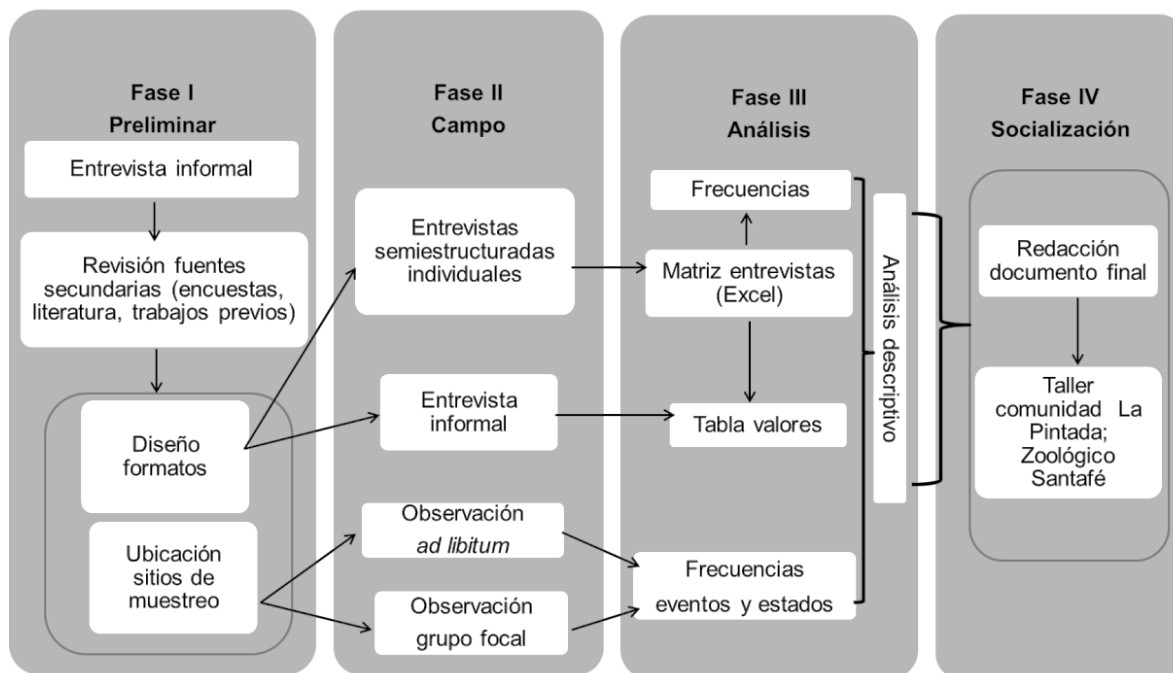 Fase I
Preliminar
Entrevista informal
Revisión fuentes
secundarias (encuestas,
literatura, trabajos previos)
Diseño
formatos
Ubicación
sitios de
muestreo
Fase II
Campo
Entrevistas
semiestructuradas
individuales
Entrevista
informal
Observación
ad libitum
Observación
grupo focal
Fase III
Análisis
Frecuencias
Matriz entrevistas
(Excel)
Tabla valores
Frecuencias
eventos y estados
Análisis descriptivo
Fase IV
Socialización
Redacción
documento final
Taller
comunidad La
Pintada;
Zoológico
Santafé